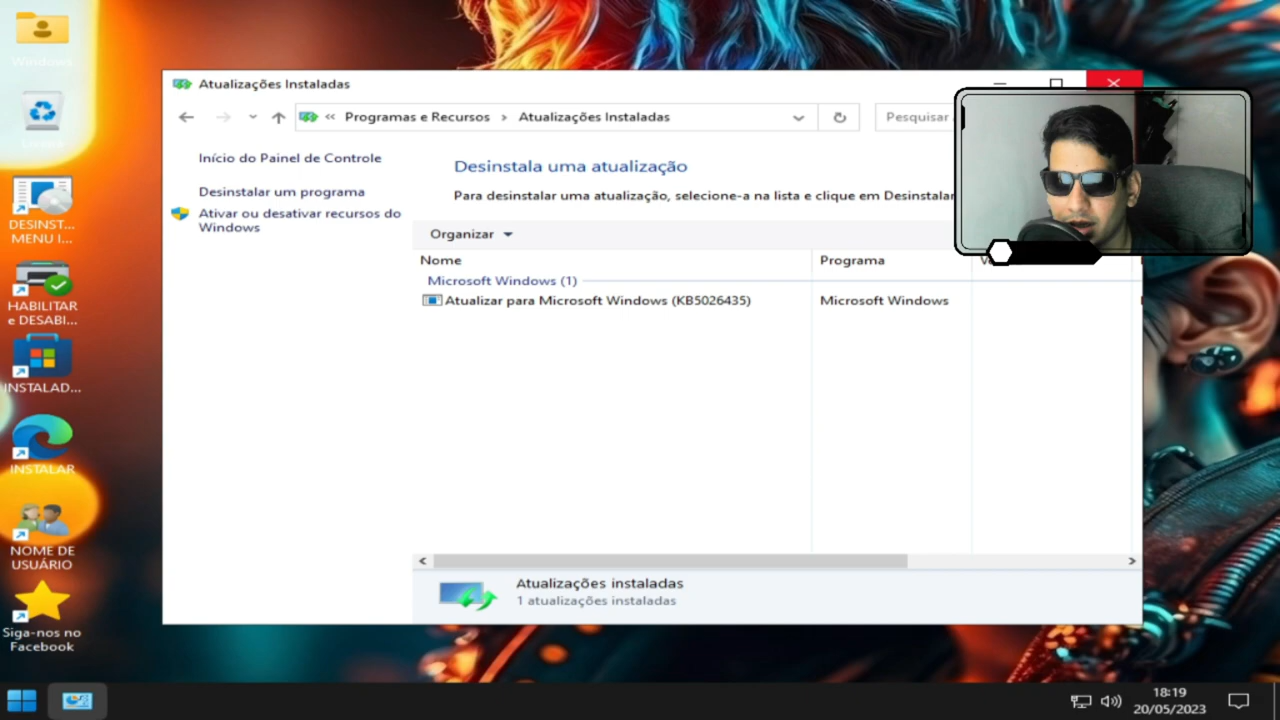 Windows
Atualizações Instaladas
Programas e Recursos
Atualizações Instaladas
Pesquisar
Início do Painel de Controle
Desinstalar um programa
Ativar ou desativar recursos do
Windows
Desinstala uma atualização
Para desinstalar uma atualização, selecione-a na lista e clique em Desinstalar
Organizar
Nome
Programa
Microsoft Windows (1)
Atualizar para Microsoft Windows (KB5026435)
Microsoft Windows
Atualizações instaladas
1 atualizações instaladas
DESINST...
MENU I...
HABILITAR
e DESABI...
INSTALAD...
INSTALAR
NOME DE
USUÁRIO
Siga-nos no
Facebook
18:19
20/05/2023